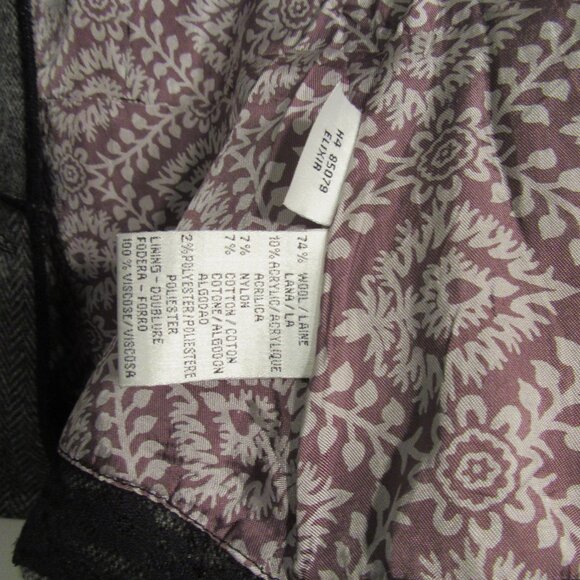 H4 85079
ELIXIR
74% WOOL/LAINE
LANA/LA
10% ACRYLIC/ACRYLIQUE
ACRILICA
7% NYLON
7% COTTON/COTON
COTONE/ALGODON
ALGODAO
2% POLYESTER/POLIESTERE
POLIESTER
LINING-DOUBLURE
FODERA-FORRO
100% VISCOSE/VISCOSA